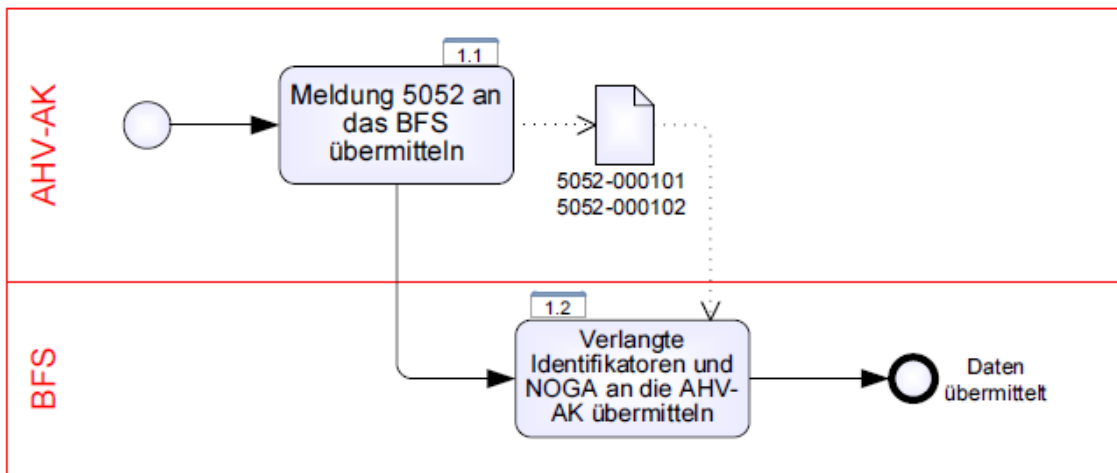 AHV-AK
1.1
Meldung 5052 an
das BFS
übermitteln
5052-000101
5052-000102
BFS
1.2
Verlangte
Identifikatoren und
NOGA an die AHV-
AK übermitteln
Daten
übermittelt